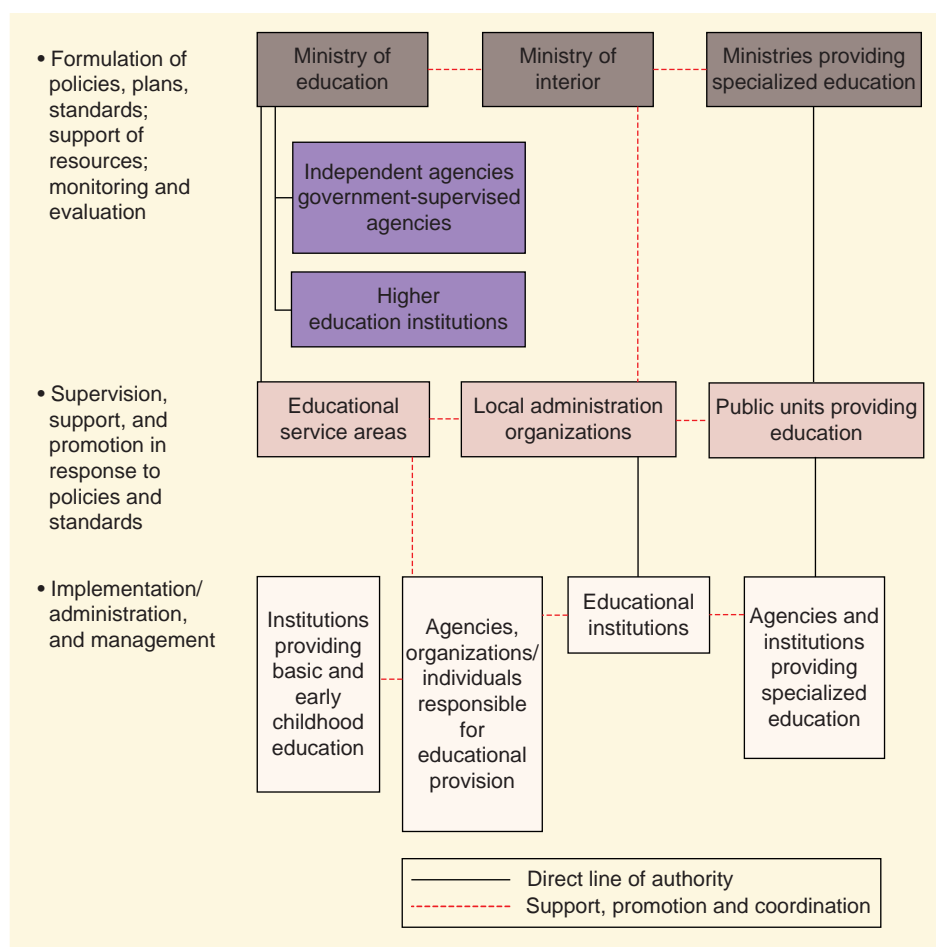 • Formulation of
policies, plans,
standards;
support of
resources;
monitoring and
evaluation
Ministry of
education
Ministry of
interior
Ministries providing
specialized education
Independent agencies
government-supervised
agencies
Higher
education institutions
• Supervision,
support, and
promotion in
response to
policies and
standards
Educational
service areas
Local administration
organizations
Public units providing
education
• Implementation/
administration,
and management
Institutions
providing
basic and
early
childhood
education
Agencies,
organizations/
individuals
responsible
for
educational
provision
Educational
institutions
Agencies and
institutions
providing
specialized
education
Direct line of authority
Support, promotion and coordination